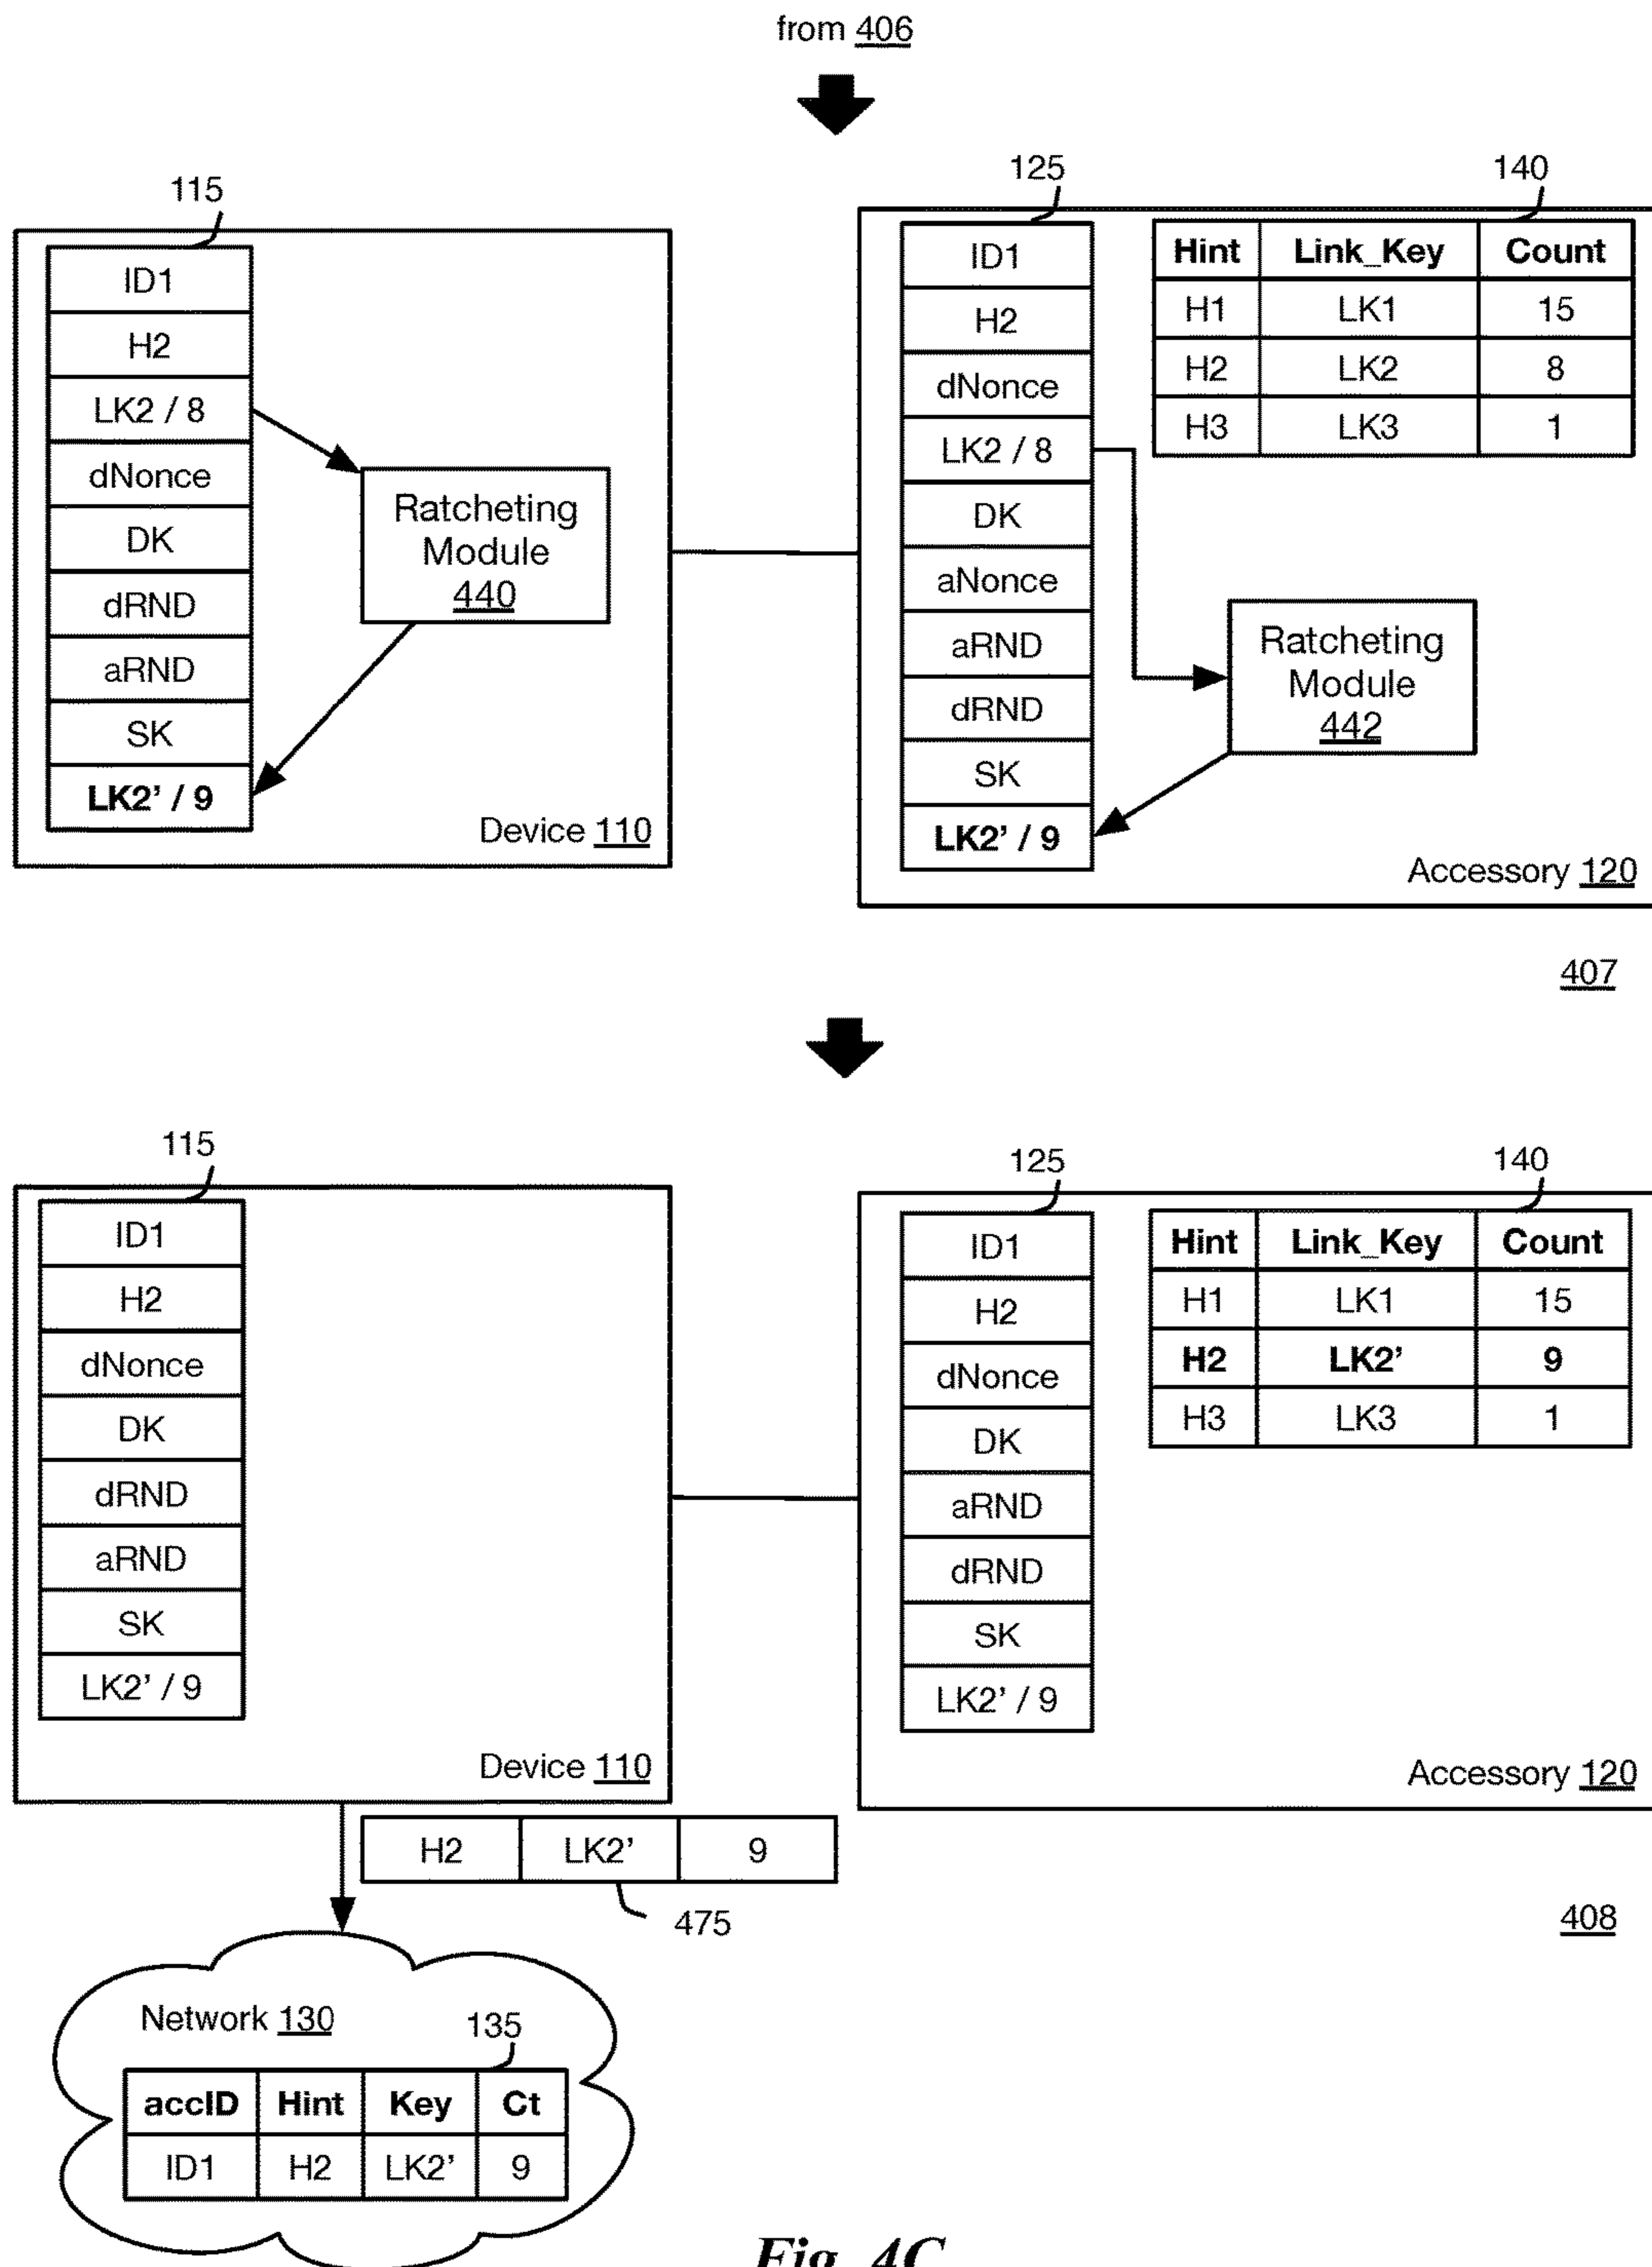 from 406
115
ID1
H2
LK2 / 8
dNonce
DK
dRND
aRND
SK
LK2’ / 9
Ratcheting
Module
440
Device 110
125
ID1
H2
dNonce
LK2 / 8
DK
aNonce
aRND
dRND
SK
LK2’ / 9
140
Hint Link_Key Count
H1 LK1 15
H2 LK2 8
H3 LK3 1
Ratcheting
Module
442
Accessory 120
407
115
ID1
H2
dNonce
DK
dRND
aRND
SK
LK2’ / 9
Device 110
125
ID1
H2
dNonce
DK
aRND
dRND
SK
LK2’ / 9
140
Hint Link_Key Count
H1 LK1 15
H2 LK2’ 9
H3 LK3 1
Accessory 120
H2 LK2’ 9
475
408
Network 130
135
accID Hint Key Ct
ID1 H2 LK2’ 9
Fig. 4C